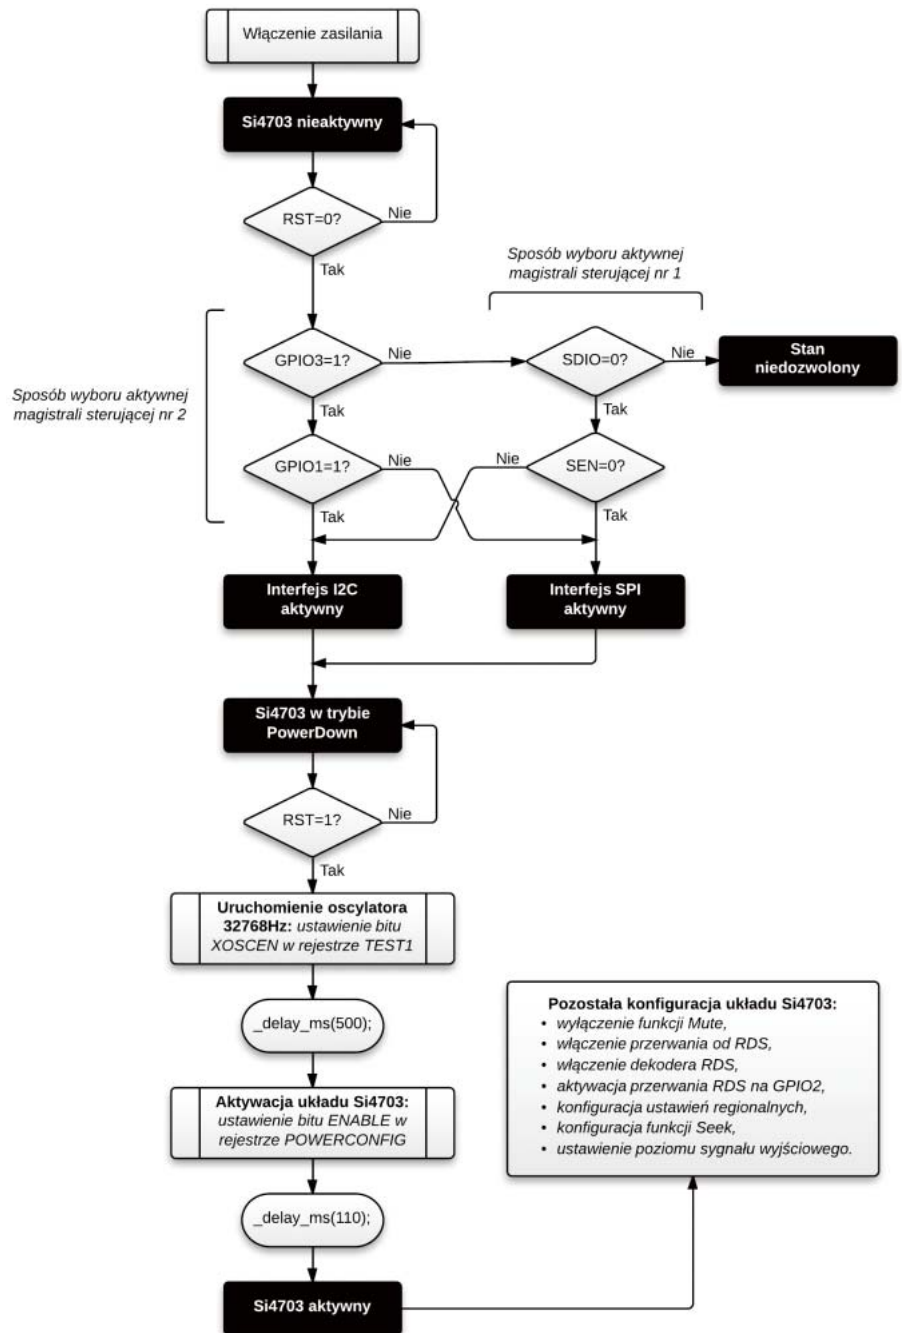 Włączenie zasilania
Si4703 nieaktywny
RST=0?
Nie
Tak
Sposób wyboru aktywnej
magistrali sterującej nr 1
Sposób wyboru aktywnej
magistrali sterującej nr 2
GPIO3=1?
Nie
SDIO=0?
Nie
Stan
niedozwolony
Tak
Tak
GPIO1=1?
Nie
Nie
SEN=0?
Tak
Tak
Interfejs I2C
aktywny
Interfejs SPI
aktywny
Si4703 w trybie
PowerDown
RST=1?
Nie
Tak
Uruchomienie oscylatora
32768Hz: ustawienie bitu
XOSCEN w rejestrze TEST1
_delay_ms(500);
Aktywacja układu Si4703:
ustawienie bitu ENABLE w
rejestrze POWERCONFIG
_delay_ms(110);
Si4703 aktywny
Pozostała konfiguracja układu Si4703:
• wyłączenie funkcji Mute,
• włączenie przerwania od RDS,
• włączenie dekodera RDS,
• aktywacja przerwania RDS na GPIO2,
• konfiguracja ustawień regionalnych,
• konfiguracja funkcji Seek,
• ustawienie poziomu sygnału wyjściowego.